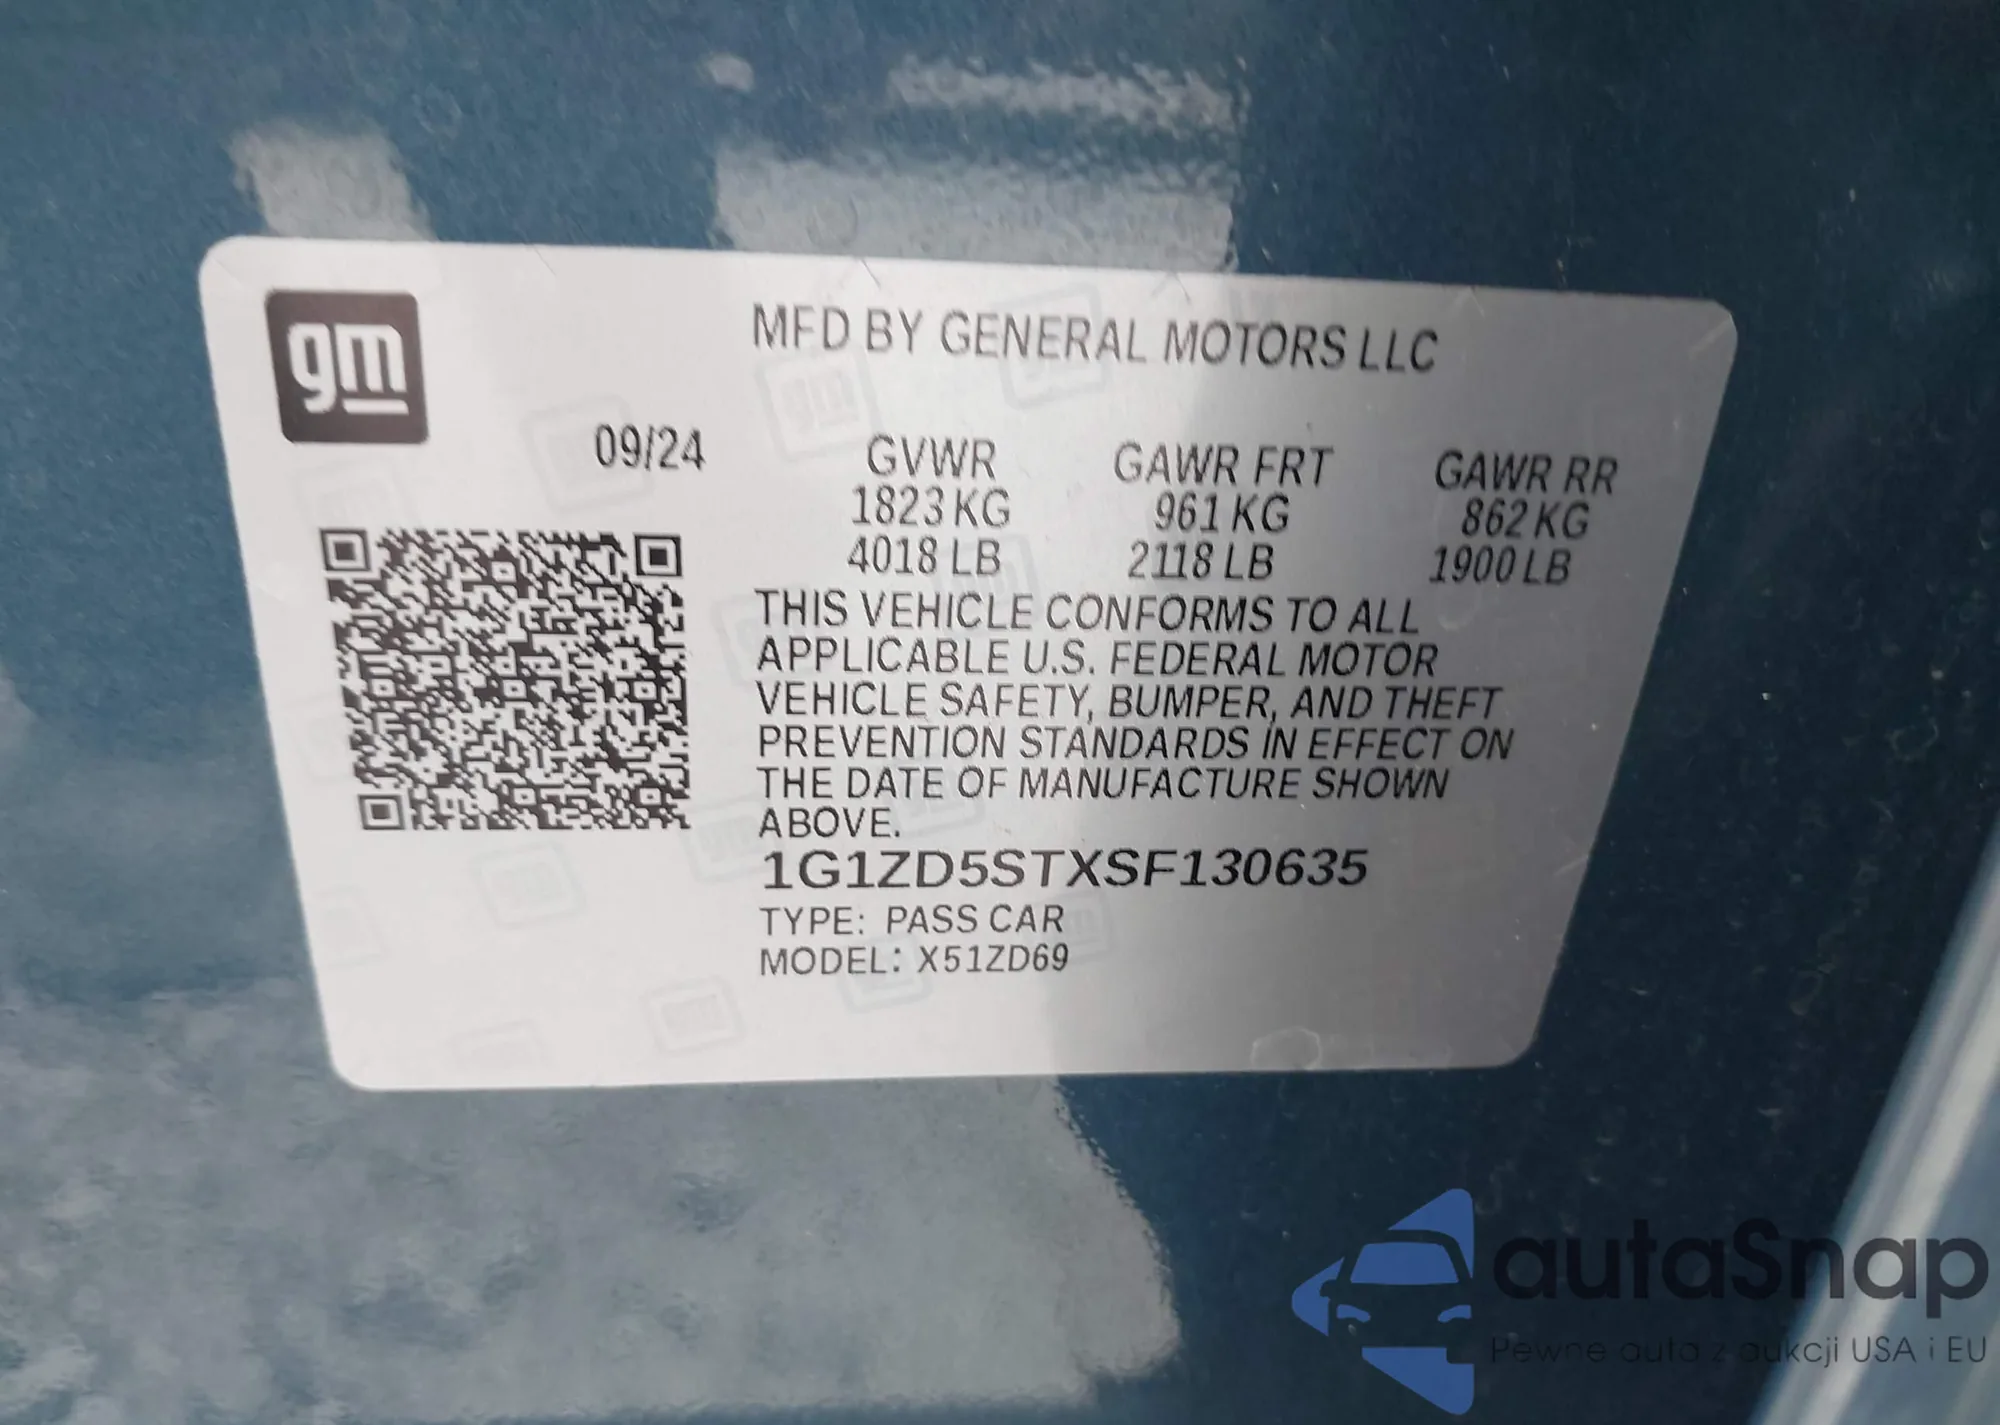 gm
MFD BY GENERAL MOTORS LLC
09/24
GVWR GAWR FRT GAWR RR
1823 KG 961 KG 862 KG
4018 LB 2118 LB 1900 LB
THIS VEHICLE CONFORMS TO ALL
APPLICABLE U.S. FEDERAL MOTOR
VEHICLE SAFETY, BUMPER, AND THEFT
PREVENTION STANDARDS IN EFFECT ON
THE DATE OF MANUFACTURE SHOWN
ABOVE.
1G1ZD5STXSF130635
TYPE: PASS CAR
MODEL: X51ZD69
autaSnap
Pewne auta z aukcji USA i EU